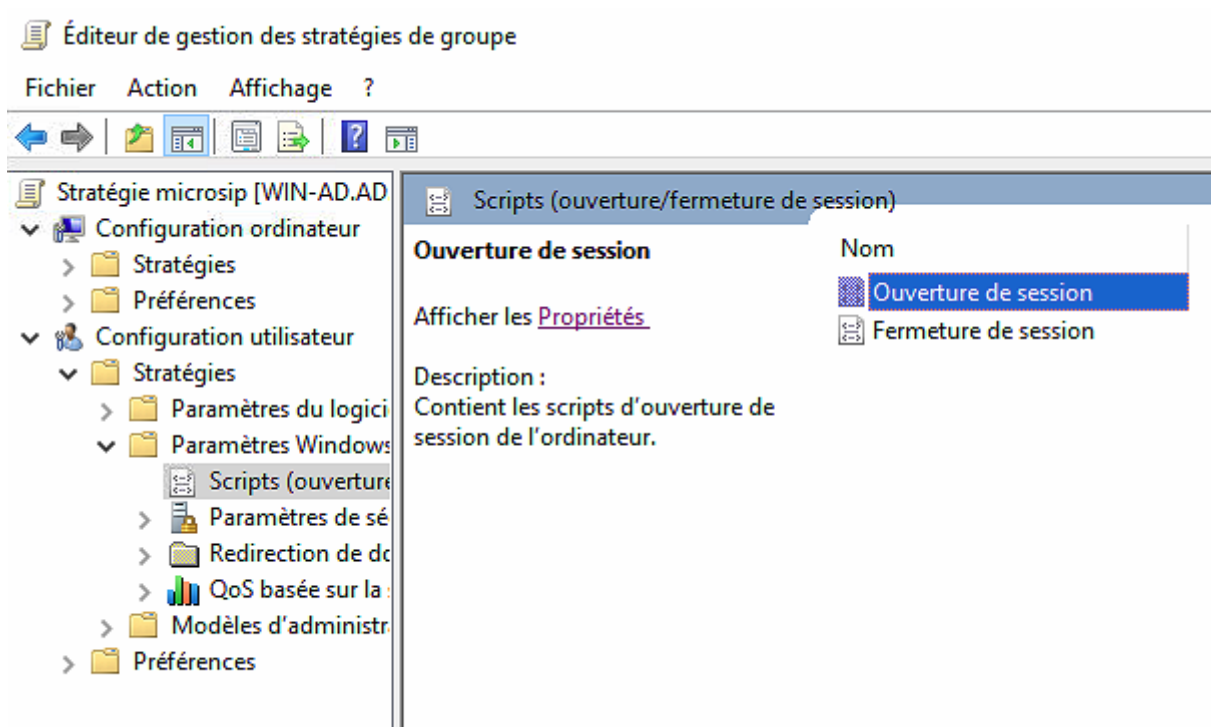 Éditeur de gestion des stratégies de groupe
Fichier Action Affichage ?
Stratégie microsip [WIN-AD.AD
Configuration ordinateur
Stratégies
Préférences
Configuration utilisateur
Stratégies
Paramètres du logici
Paramètres Windows
Scripts (ouverture
Paramètres de sé
Redirection de do
QoS basée sur la
Modèles d'administr
Préférences
Scripts (ouverture/fermeture de session)
Ouverture de session
Afficher les Propriétés
Description :
Contient les scripts d'ouverture de
session de l'ordinateur.
Nom
Ouverture de session
Fermeture de session